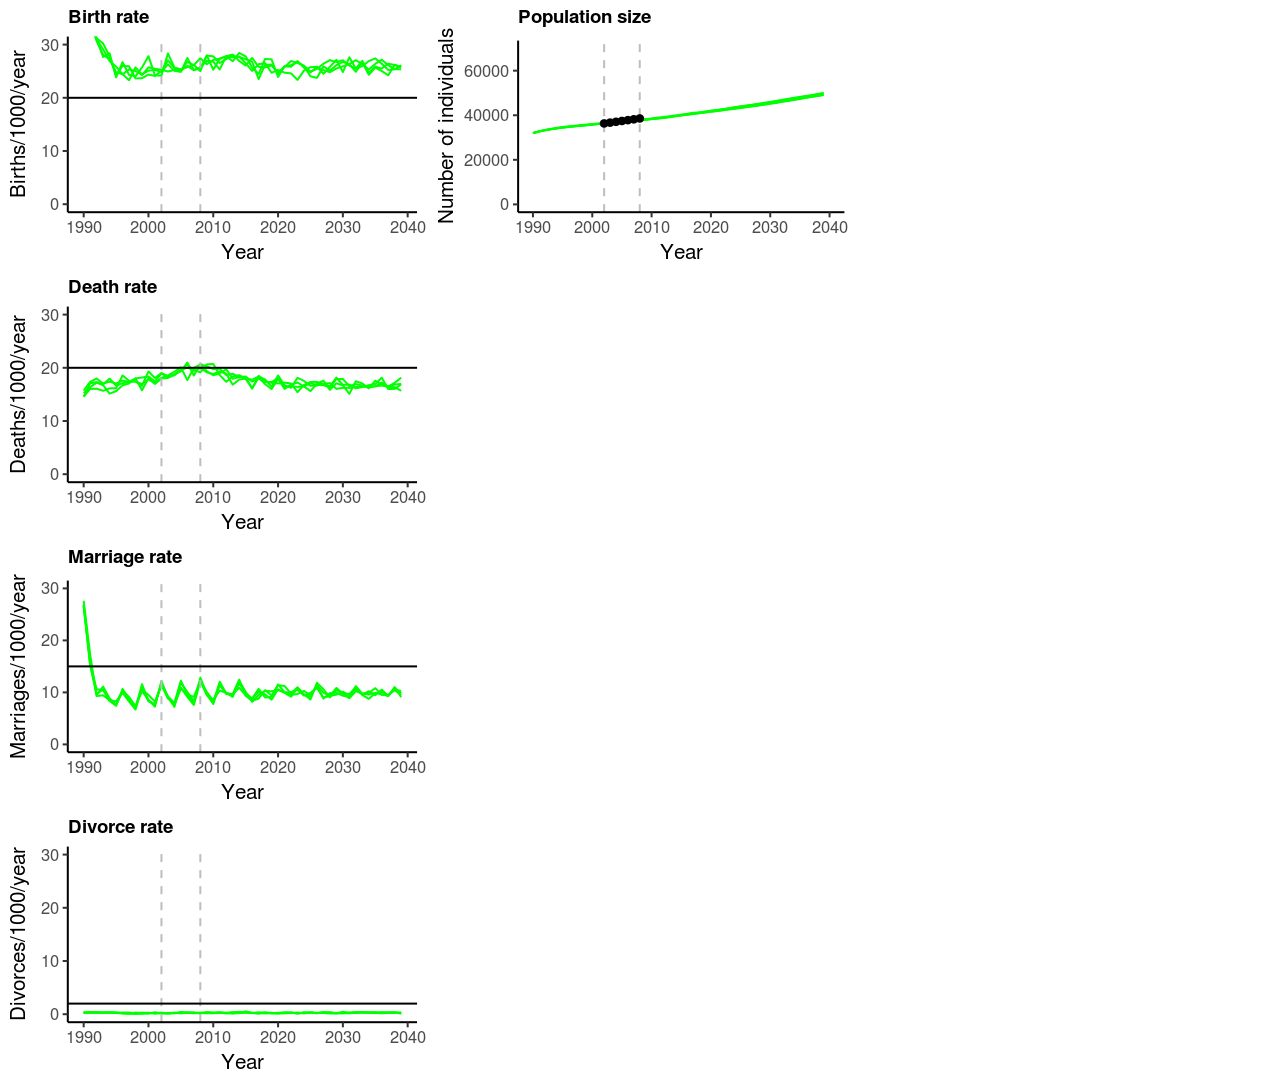 Birth rate
Births/1000/year
30
20
10
0
1990 2000 2010 2020 2030 2040
Year
Population size
Number of individuals
60000
40000
20000
0
1990 2000 2010 2020 2030 2040
Year
Death rate
Deaths/1000/year
30
20
10
0
1990 2000 2010 2020 2030 2040
Year
Marriage rate
Marriages/1000/year
30
20
10
0
1990 2000 2010 2020 2030 2040
Year
Divorce rate
Divorces/1000/year
30
20
10
0
1990 2000 2010 2020 2030 2040
Year